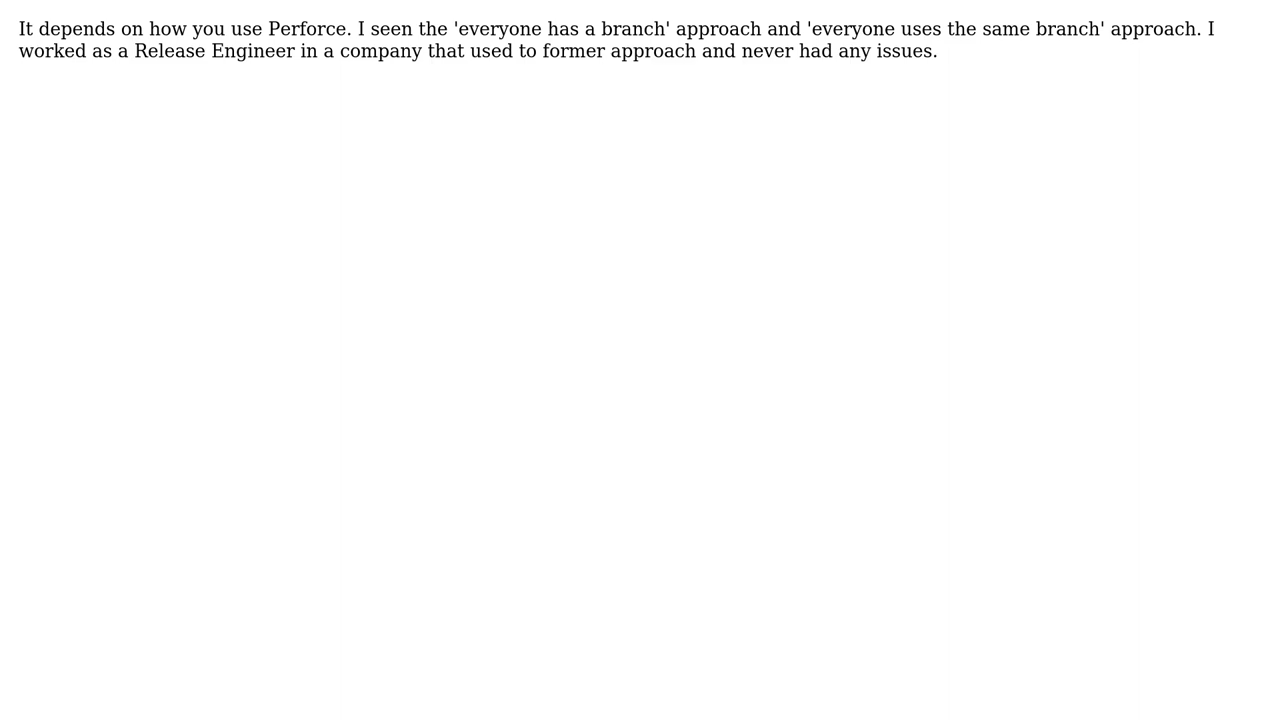 It depends on how you use Perforce. I seen the 'everyone has a branch' approach and 'everyone uses the same branch' approach. I
worked as a Release Engineer in a company that used to former approach and never had any issues.